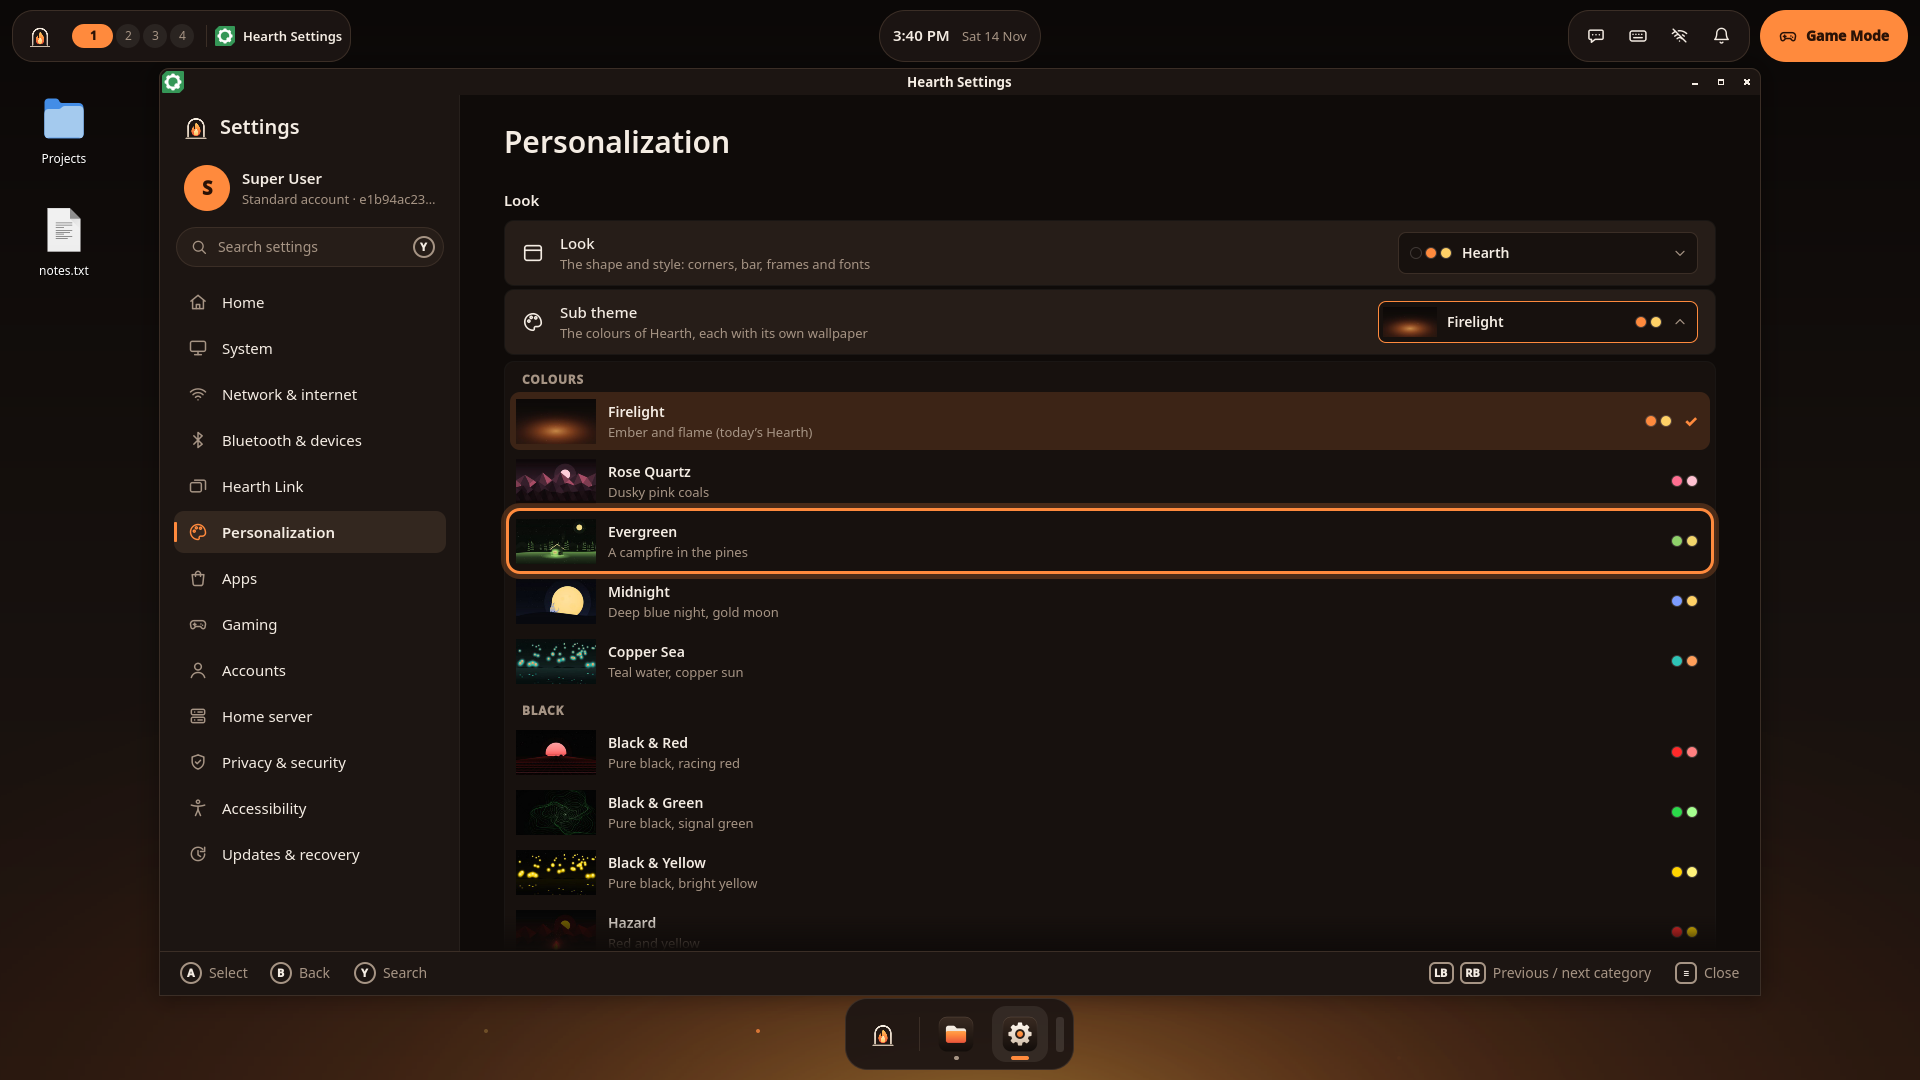 1 2 3 4 Hearth Settings
3:40 PM Sat 14 Nov
Game Mode
Hearth Settings
Projects
notes.txt
Settings
S
Super User
Standard account · e1b94ac23...
Search settings Y
Home
System
Network & internet
Bluetooth & devices
Hearth Link
Personalization
Apps
Gaming
Accounts
Home server
Privacy & security
Accessibility
Updates & recovery
Personalization
Look
Look
The shape and style: corners, bar, frames and fonts
Hearth
Sub theme
The colours of Hearth, each with its own wallpaper
Firelight
COLOURS
Firelight
Ember and flame (today's Hearth)
Rose Quartz
Dusky pink coals
Evergreen
A campfire in the pines
Midnight
Deep blue night, gold moon
Copper Sea
Teal water, copper sun
BLACK
Black & Red
Pure black, racing red
Black & Green
Pure black, signal green
Black & Yellow
Pure black, bright yellow
Hazard
Red and yellow
A Select B Back Y Search
LB RB Previous / next category Close